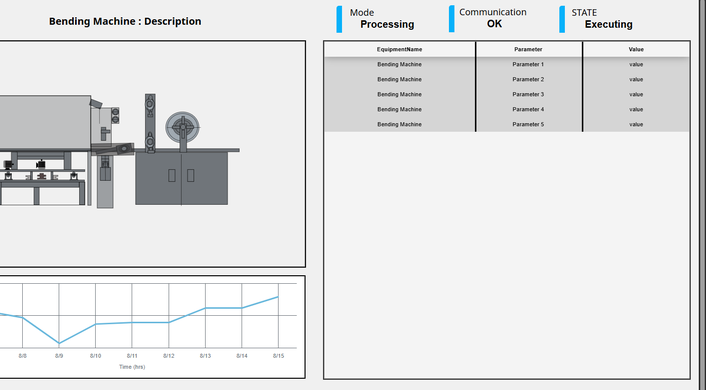 Bending Machine : Description
Mode
Processing
Communication
OK
STATE
Executing
EquipmentName Parameter Value
Bending Machine Parameter 1 value
Bending Machine Parameter 2 value
Bending Machine Parameter 3 value
Bending Machine Parameter 4 value
Bending Machine Parameter 5 value
8/8 8/9 8/10 8/11 8/12 8/13 8/14 8/15
Time (hrs)